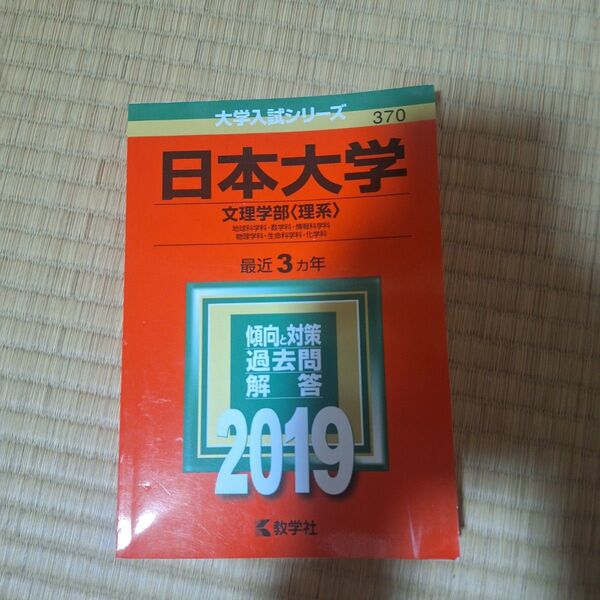 大学入試シリーズ
370
日本大学
文理学部〈理系〉
地球科学科・数学科・情報科学科
物理学科・生命科学科・化学科
最近3カ年
傾向と対策
過去問
解答
2019
教学社